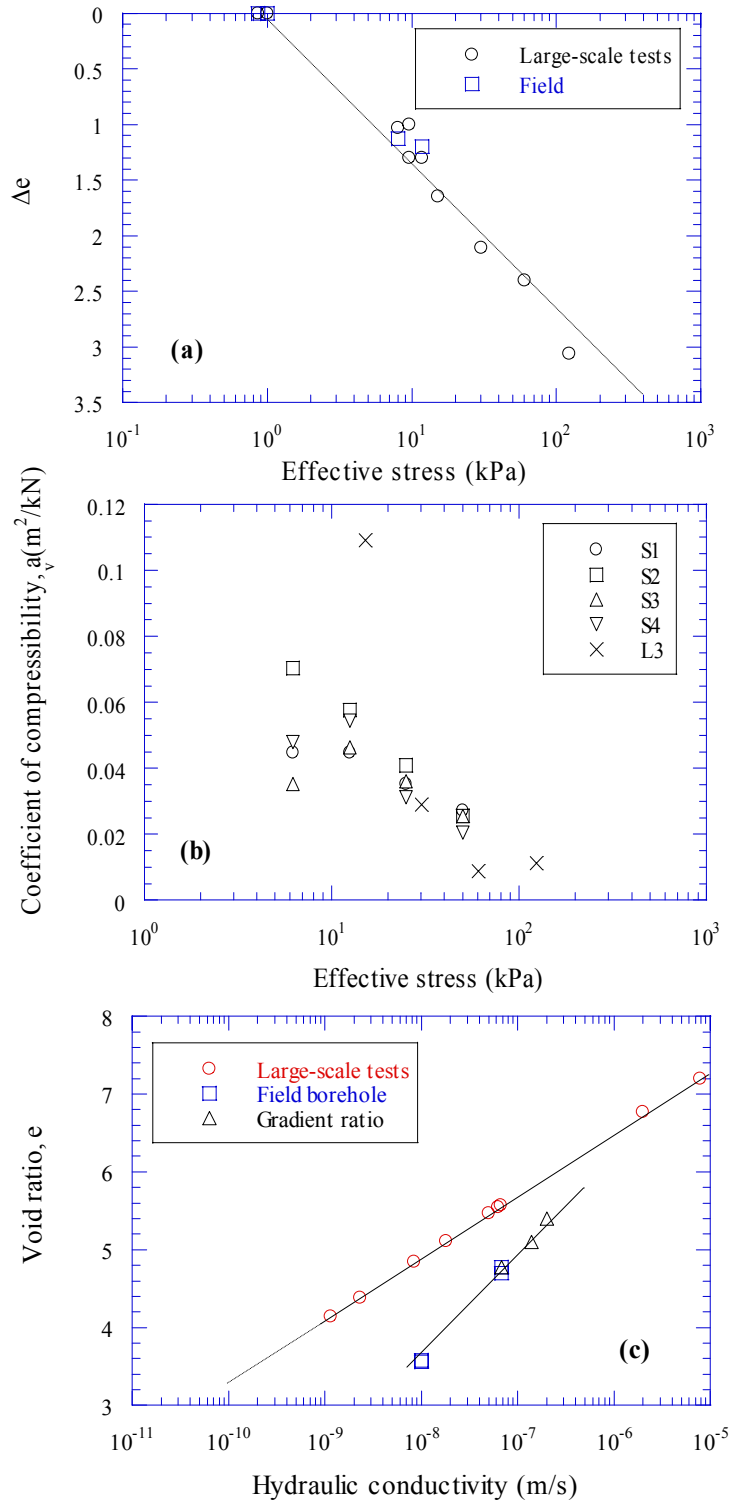 0
0.5
1
1.5
2
2.5
3
3.5
Δe
Large-scale tests
Field
(a)
10^-1 10^0 10^1 10^2 10^3
Effective stress (kPa)
Coefficient of compressibility, a_v(m^2/kN)
0.12
0.1
0.08
0.06
0.04
0.02
0
S1
S2
S3
S4
L3
(b)
10^0 10^1 10^2 10^3
Effective stress (kPa)
Void ratio, e
8
7
6
5
4
3
Large-scale tests
Field borehole
Gradient ratio
(c)
10^-11 10^-10 10^-9 10^-8 10^-7 10^-6 10^-5
Hydraulic conductivity (m/s)